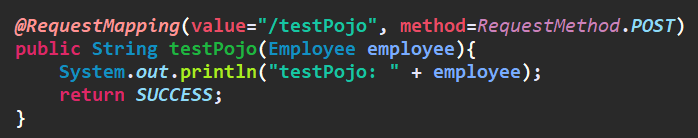 @RequestMapping(value="/testPojo", method=RequestMethod.POST)
public String testPojo(Employee employee){
    System.out.println("testPojo: " + employee);
    return SUCCESS;
}